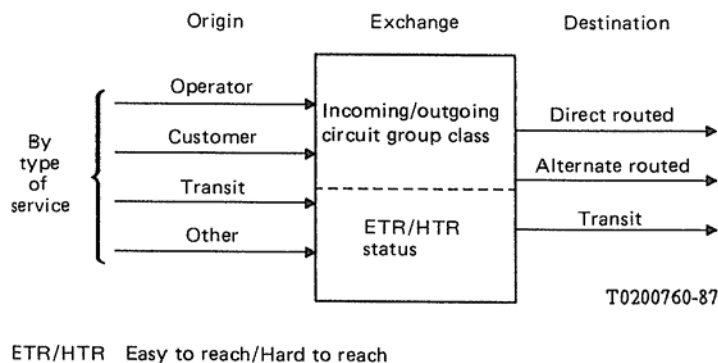 Origin Exchange Destination
Operator
Customer
Transit
Other
By
type
of
service
Incoming/outgoing
circuit group class
ETR/HTR
status
Direct routed
Alternate routed
Transit
T0200760-87
ETR/HTR Easy to reach/Hard to reach